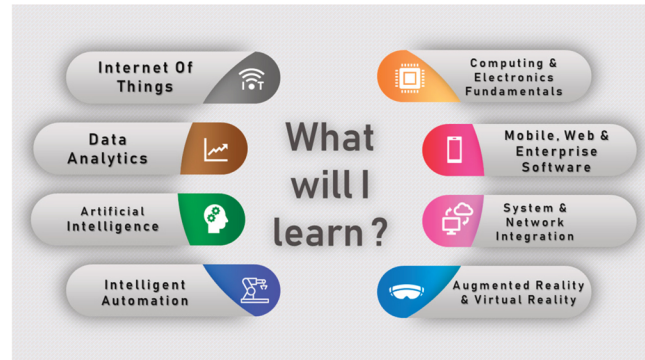 Internet Of
Things
IoT
Data
Analytics
Artificial
Intelligence
Intelligent
Automation
What
will I
learn ?
Computing &
Electronics
Fundamentals
Mobile, Web &
Enterprise
Software
System &
Network
Integration
Augmented Reality
& Virtual Reality